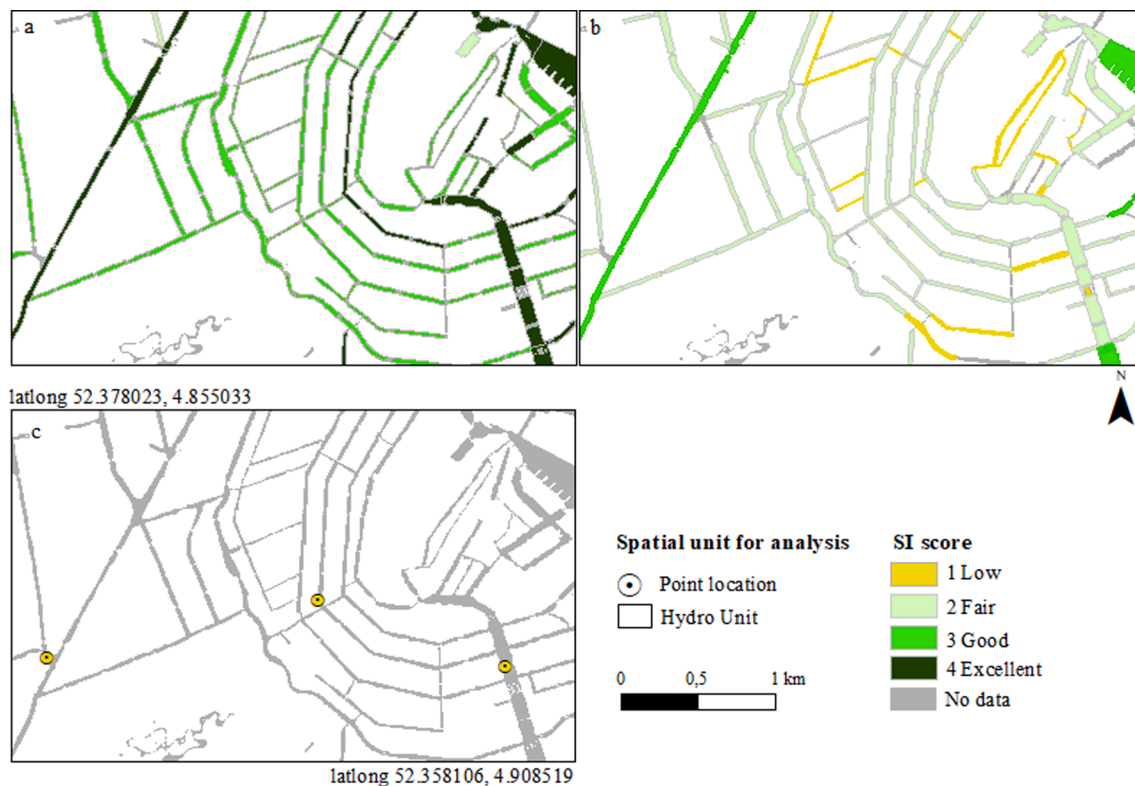 a
b
latlong 52.378023, 4.855033
N
c
latlong 52.358106, 4.908519
Spatial unit for analysis
Point location
Hydro Unit
0 0,5 1 km
SI score
1 Low
2 Fair
3 Good
4 Excellent
No data